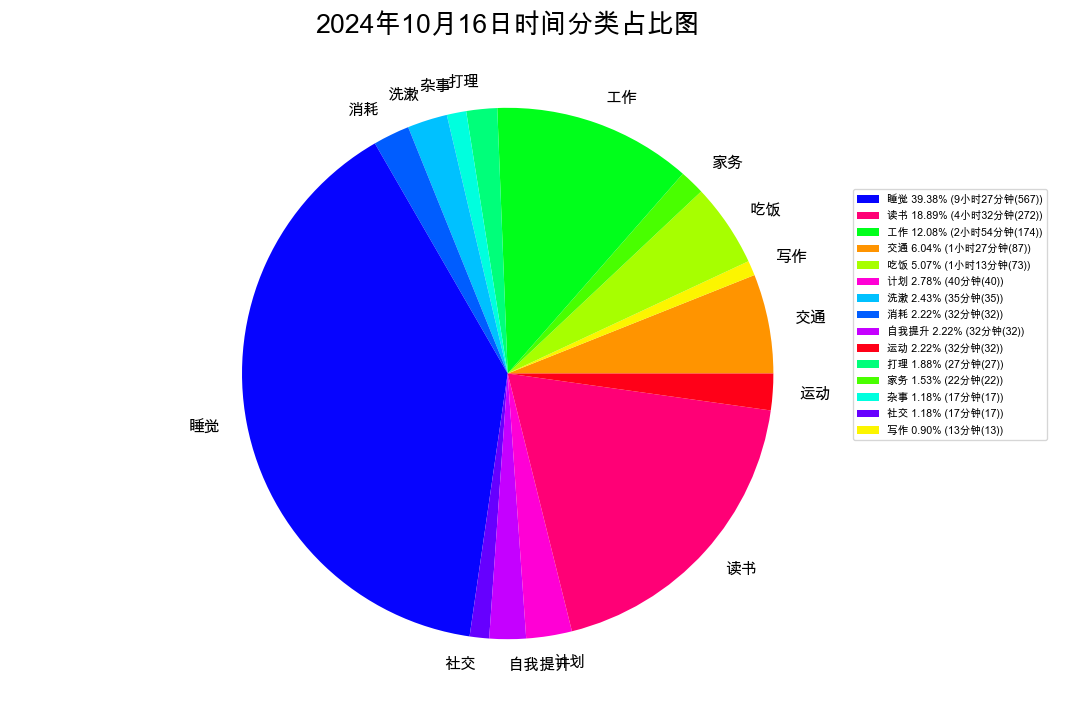 2024年10月16日时间分类占比图
打理
杂事
洗漱
消耗
工作
家务
吃饭
写作
交通
运动
读书
计划
自我提升
社交
睡觉
睡觉 39.38% (9小时27分钟(567))
读书 18.89% (4小时32分钟(272))
工作 12.08% (2小时54分钟(174))
交通 6.04% (1小时27分钟(87))
吃饭 5.07% (1小时13分钟(73))
计划 2.78% (40分钟(40))
洗漱 2.43% (35分钟(35))
消耗 2.22% (32分钟(32))
自我提升 2.22% (32分钟(32))
运动 2.22% (32分钟(32))
打理 1.88% (27分钟(27))
家务 1.53% (22分钟(22))
杂事 1.18% (17分钟(17))
社交 1.18% (17分钟(17))
写作 0.90% (13分钟(13))